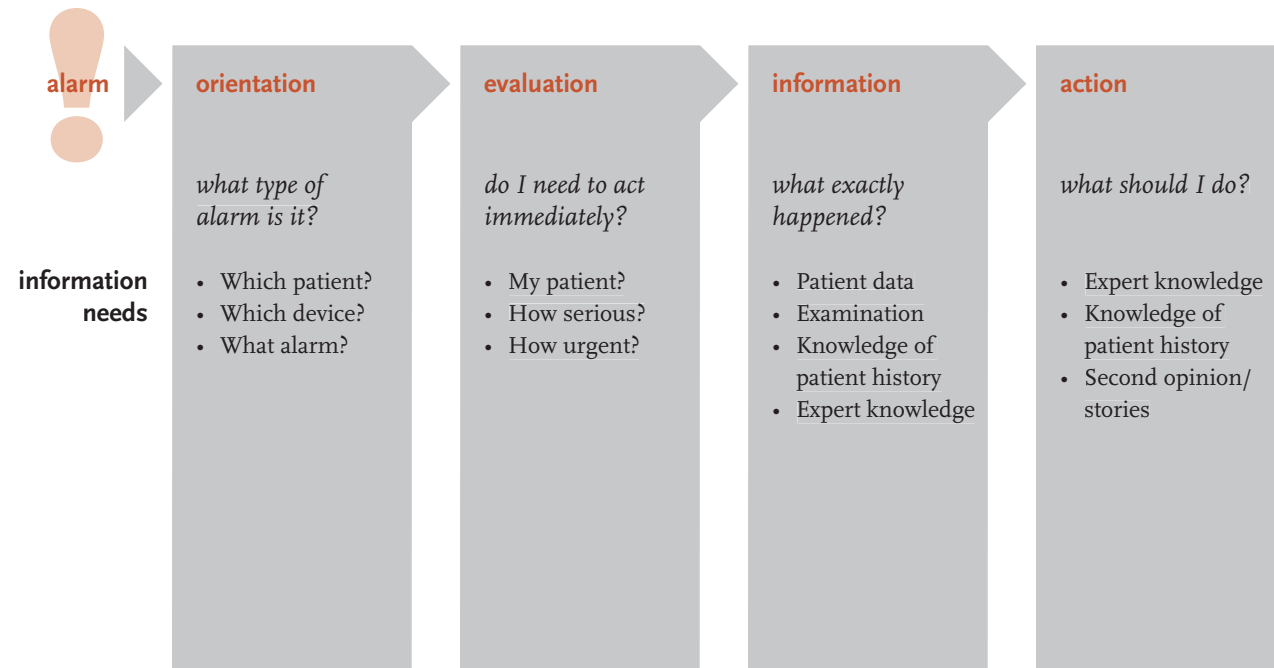 alarm
orientation
what type of
alarm is it?
evaluation
do I need to act
immediately?
information
what exactly
happened?
action
what should I do?
information
needs
• Which patient?
• Which device?
• What alarm?
• My patient?
• How serious?
• How urgent?
• Patient data
• Examination
• Knowledge of
patient history
• Expert knowledge
• Expert knowledge
• Knowledge of
patient history
• Second opinion/
stories